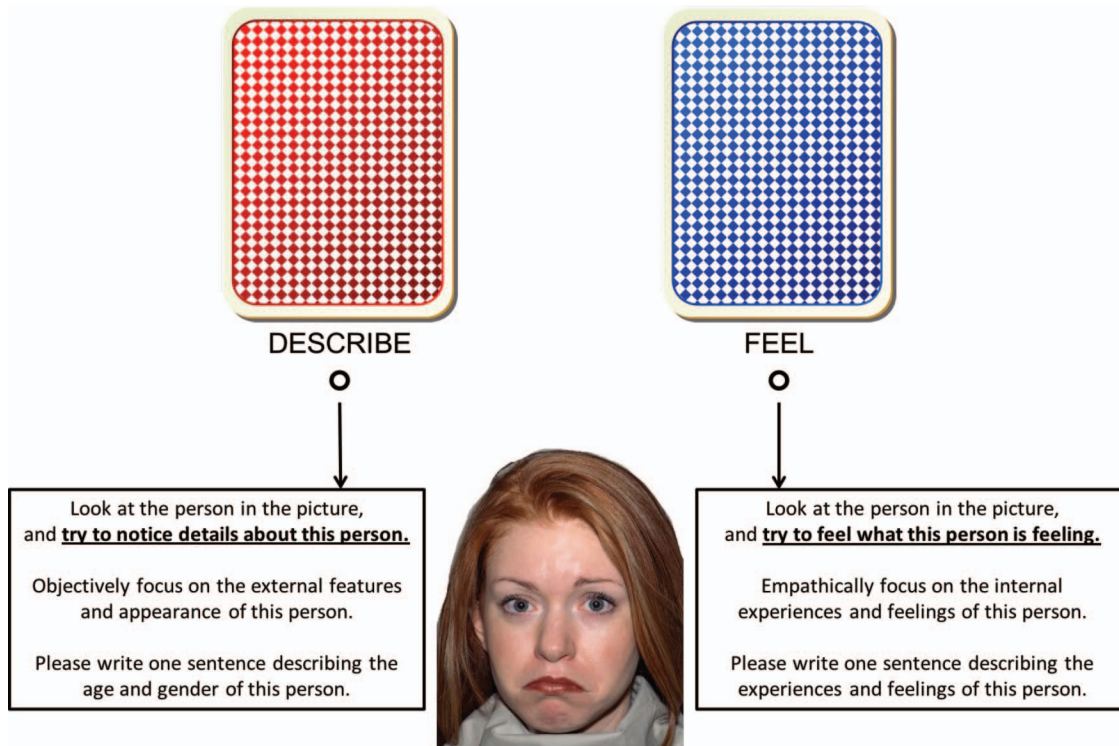 DESCRIBE
FEEL
Look at the person in the picture,
and try to notice details about this person.
Objectively focus on the external features
and appearance of this person.
Please write one sentence describing the
age and gender of this person.
Look at the person in the picture,
and try to feel what this person is feeling.
Empathically focus on the internal
experiences and feelings of this person.
Please write one sentence describing the
experiences and feelings of this person.